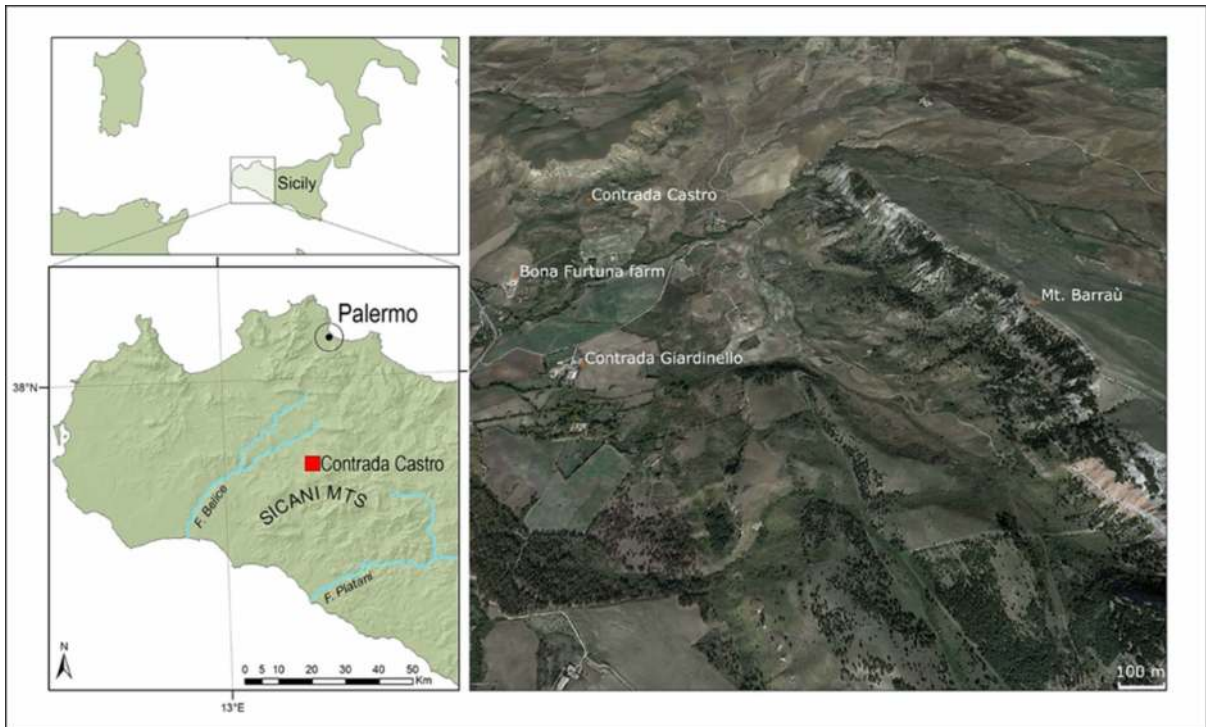 Sicily
Palermo
38°N
Contrada Castro
F. Belice
SICANI MTS
F. Platani
N
0 5 10 20 30 40 50
Km
13°E
Contrada Castro
Bona Furtuna farm
Mt. Barraù
Contrada Giardinello
100 m